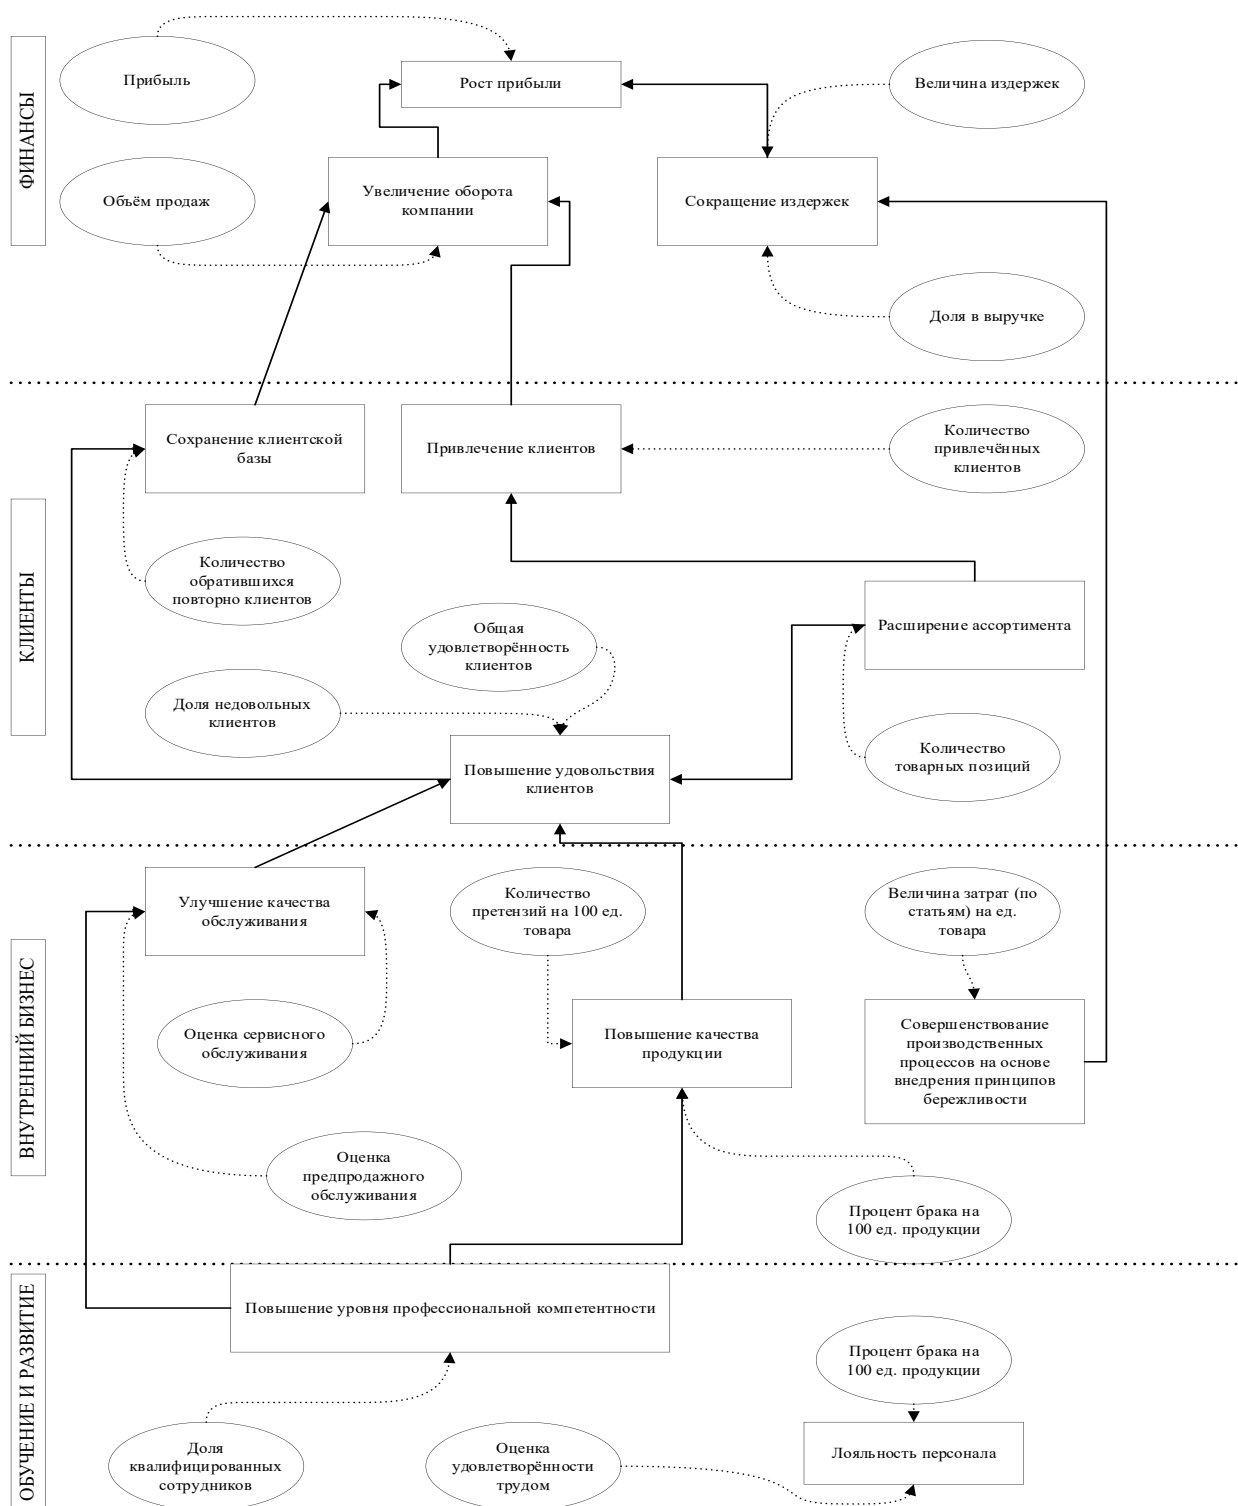 ФИНАНСЫ
Прибыль
Рост прибыли
Величина издержек
Объём продаж
Увеличение оборота
компании
Сокращение издержек
Доля в выручке
КЛИЕНТЫ
Сохранение клиентской
базы
Привлечение клиентов
Количество
привлечённых
клиентов
Количество
обратившихся
повторно клиентов
Общая
удовлетворённость
клиентов
Расширение ассортимента
Доля недовольных
клиентов
Повышение удовольствия
клиентов
Количество
товарных позиций
ВНУТРЕННИЙ БИЗНЕС
Улучшение качества
обслуживания
Количество
претензий на 100 ед.
товара
Величина затрат (по
статьям) на ед.
товара
Оценка сервисного
обслуживания
Повышение качества
продукции
Совершенствование
производственных
процессов на основе
внедрения принципов
бережливости
Оценка
предпродажного
обслуживания
Процент брака на
100 ед. продукции
ОБУЧЕНИЕ И РАЗВИТИЕ
Повышение уровня профессиональной компетентности
Процент брака на
100 ед. продукции
Доля
квалифицированных
сотрудников
Оценка
удовлетворённости
трудом
Лояльность персонала